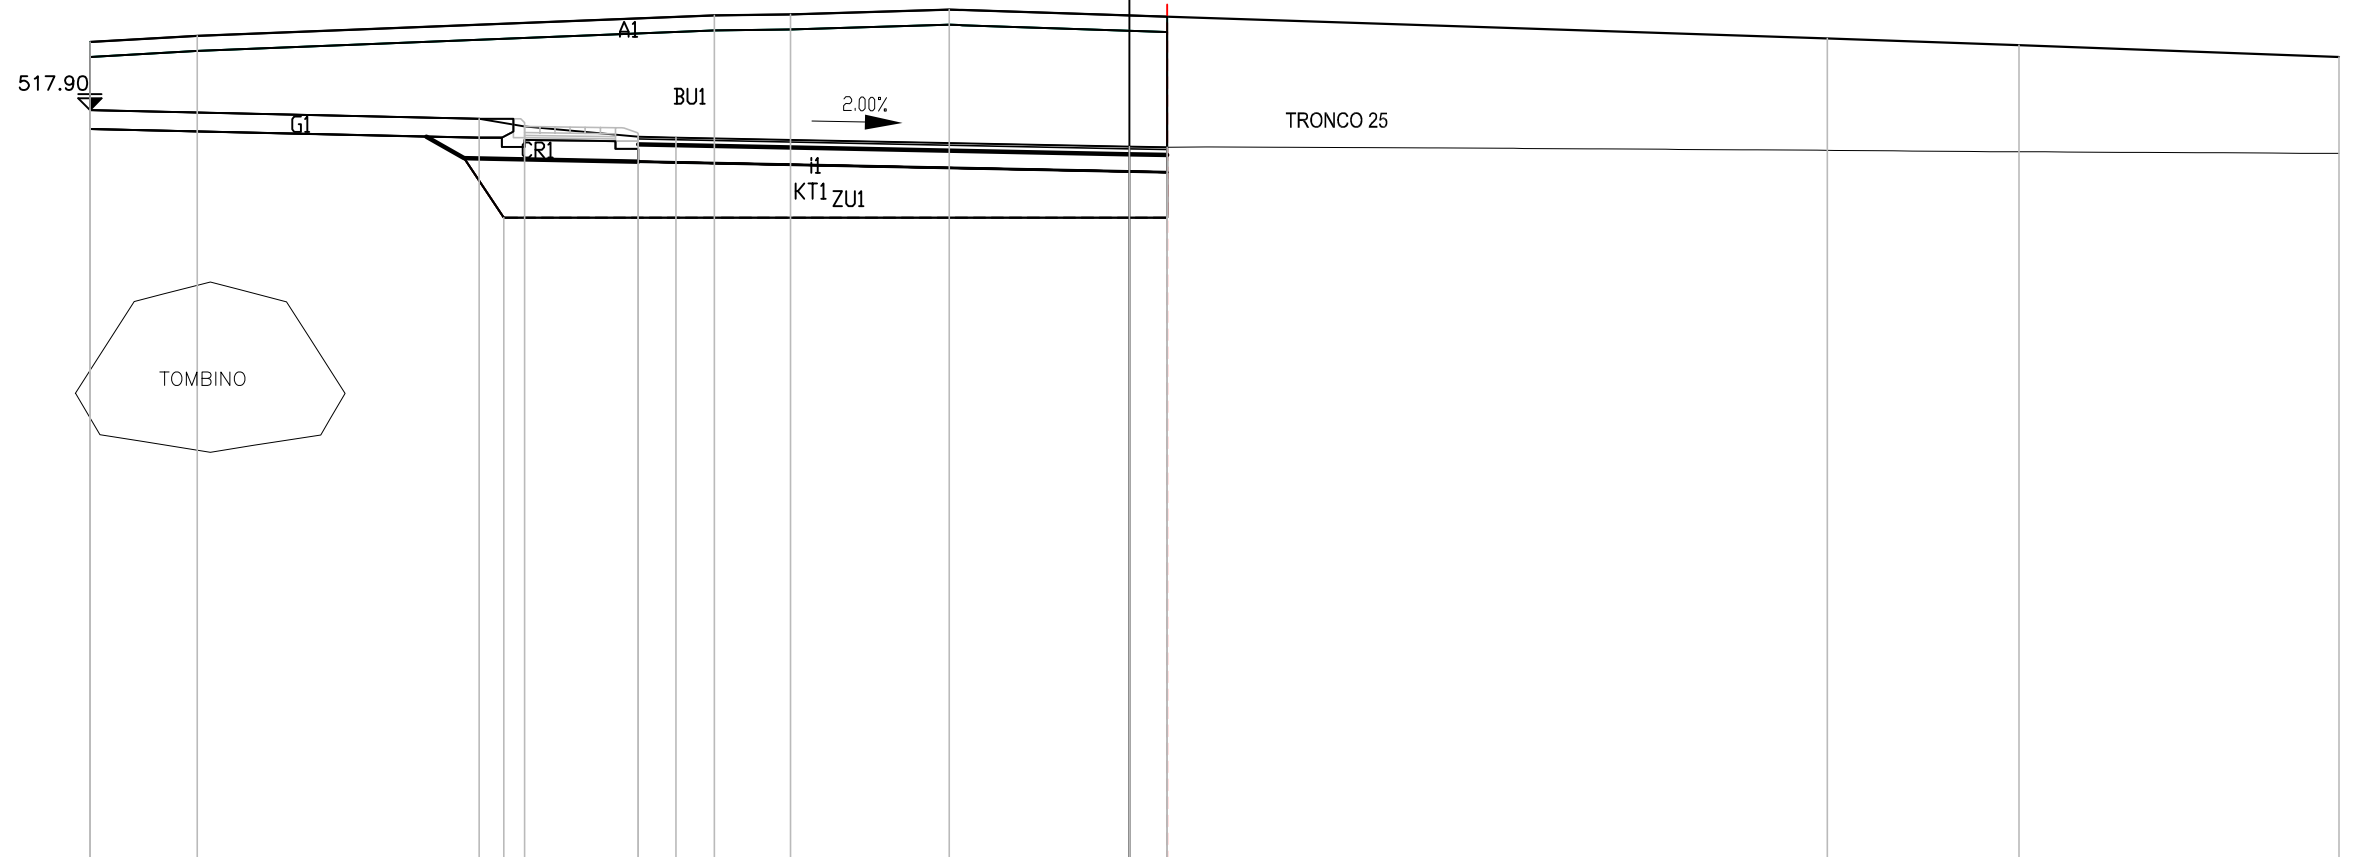 A1
517.90
BU1
2.00%
G1
TRONCO 25
CR1
i1
KT1
ZU1
TOMBINO